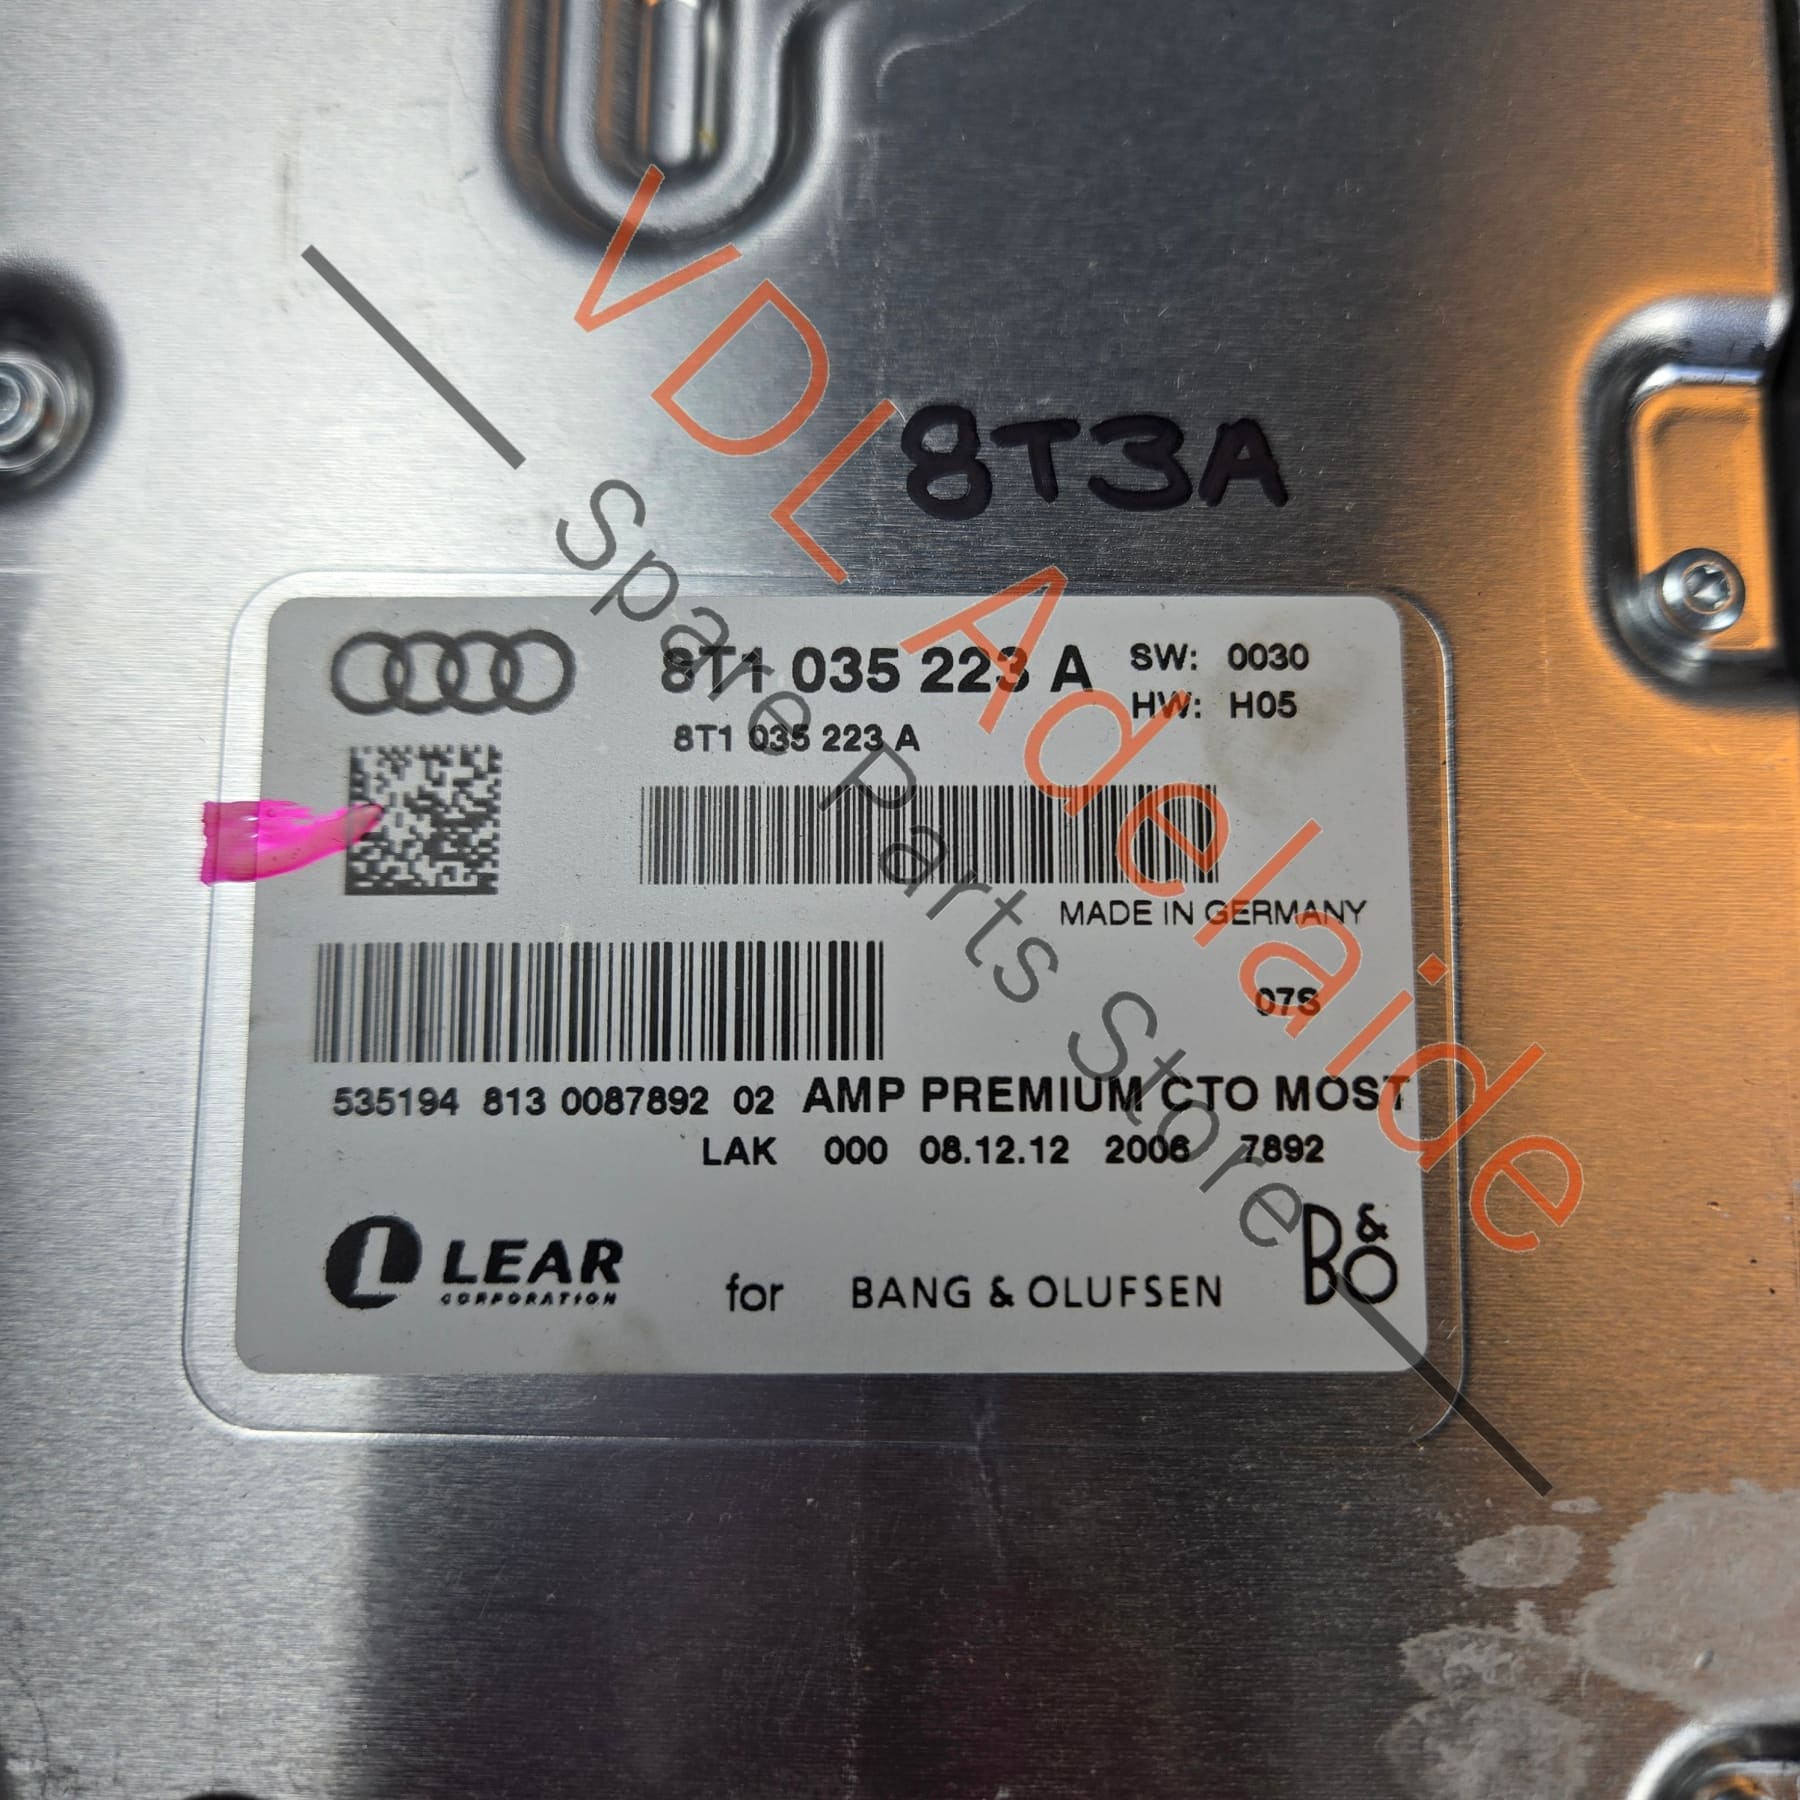 VDL Adelaide
Spare Parts Store
8T3A
8T1 035 223 A
SW: 0030
HW: H05
8T1 035 223 A
MADE IN GERMANY
07S
535194 813 0087892 02 AMP PREMIUM CTO MOST
LAK 000 08.12.12 2006 7892
LEAR
CORPORATION
for BANG & OLUFSEN B&O